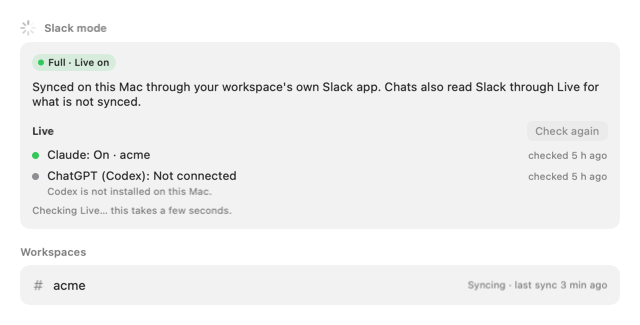 Slack mode
Full · Live on
Synced on this Mac through your workspace's own Slack app. Chats also read Slack through Live for
what is not synced.
Live
Check again
Claude: On · acme
checked 5 h ago
ChatGPT (Codex): Not connected
checked 5 h ago
Codex is not installed on this Mac.
Checking Live... this takes a few seconds.
Workspaces
# acme
Syncing · last sync 3 min ago